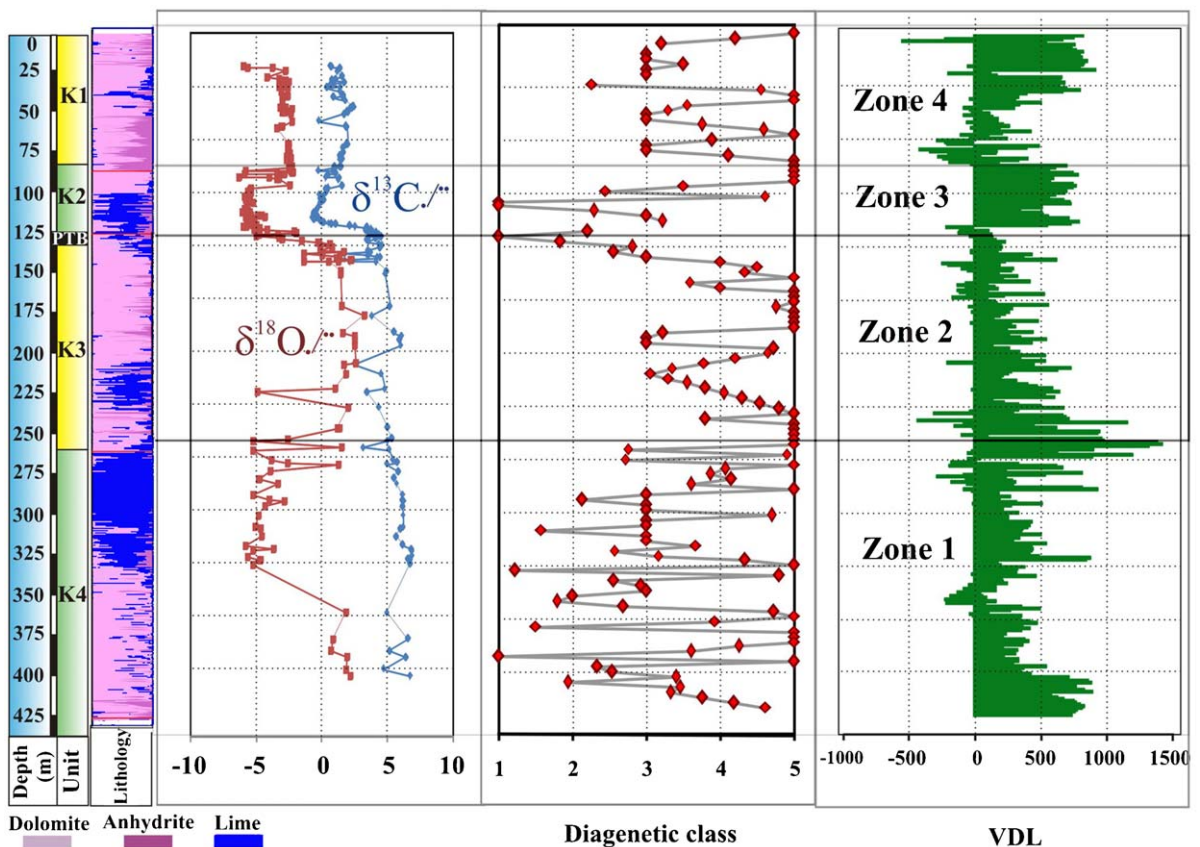 0
25
50
75
100
125
150
175
200
225
250
275
300
325
350
375
400
425
K1
K2
PTB
K3
K4
Depth
(m)
Unit
Lithology
δ¹³C./¨
δ¹⁸O./¨
-10 -5 0 5 10
1 2 3 4 5
Diagenetic class
Zone 4
Zone 3
Zone 2
Zone 1
-1000 -500 0 500 1000 1500
VDL
Dolomite Anhydrite Lime